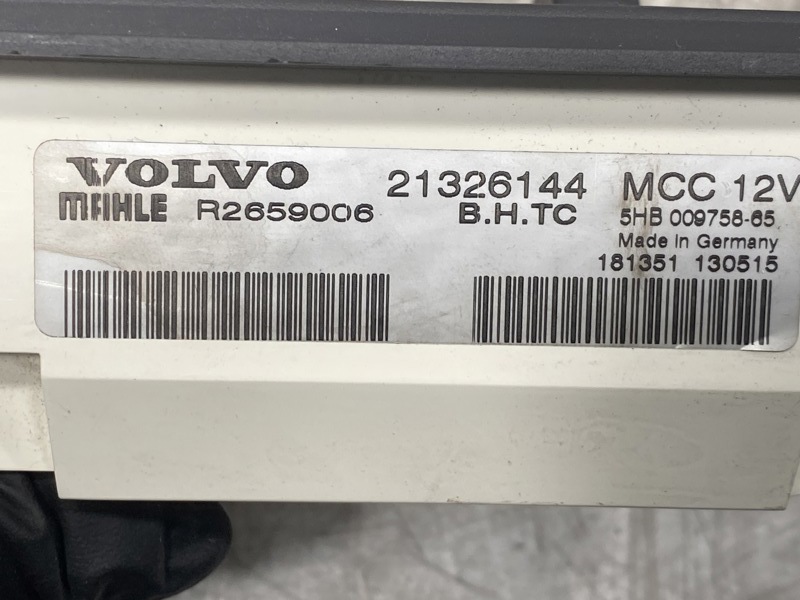 VOLVO 21326144 MCC 12V
MAHLE R2659006 B.H.TC 5HB 009758-65
Made in Germany
181351 130515